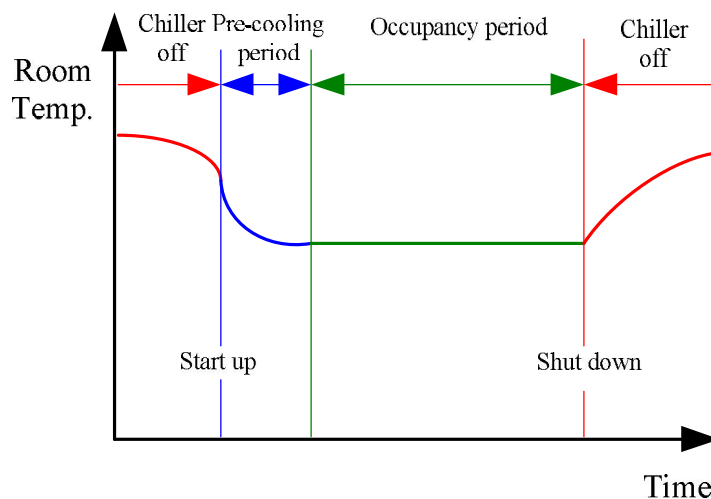 Chiller off
Pre-cooling period
Occupancy period
Chiller off
Room
Temp.
Start up
Shut down
Time